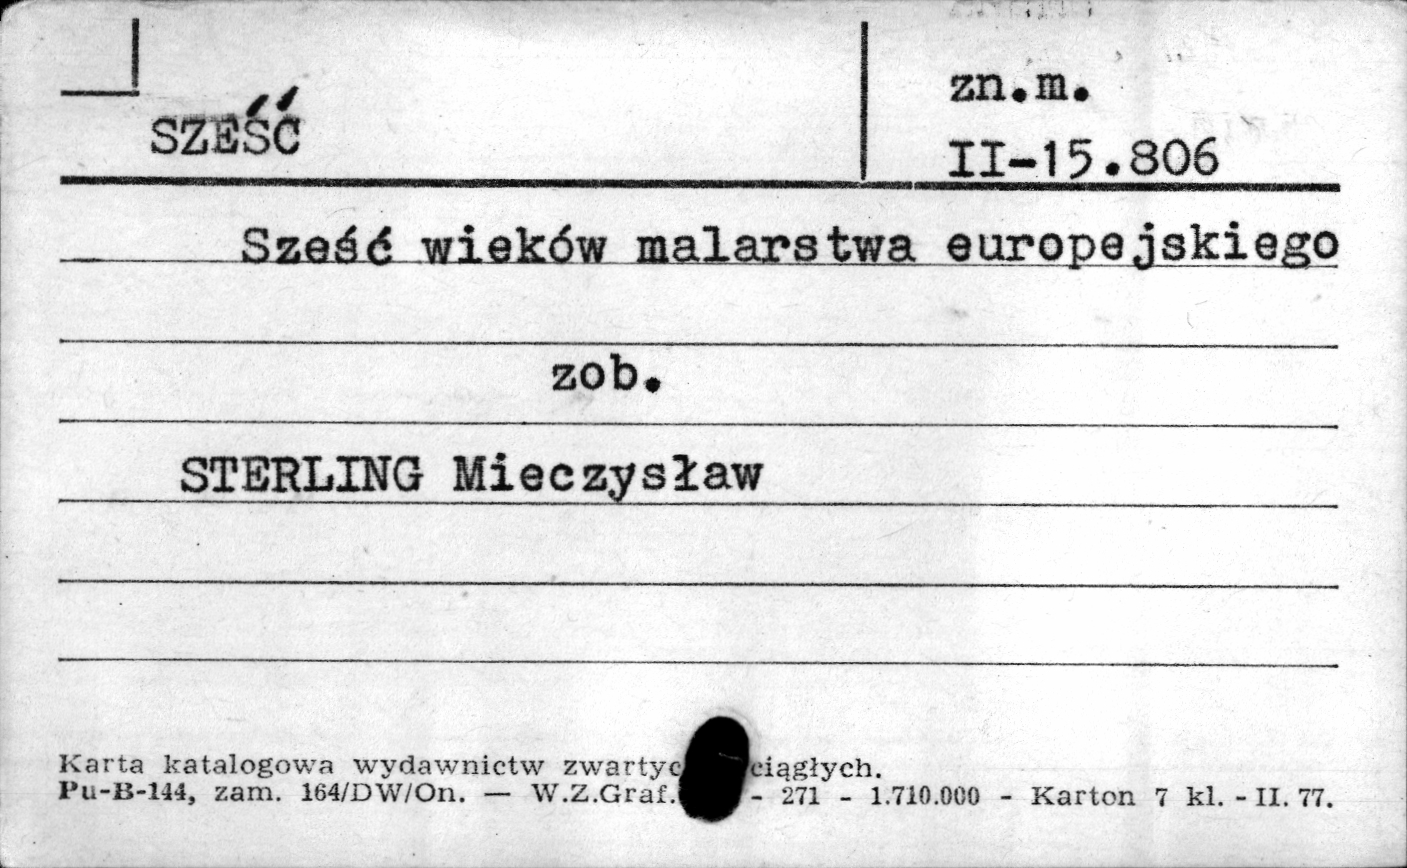 zn.m.
SZEŚĆ
II-15.806
Sześć wieków malarstwa europejskiego
zob.
STERLING Mieczysław
Karta katalogowa wydawnictw zwartyc ciągłych.
Pu-B-144, zam. 164/DW/On. — W.Z.Graf. - 271 - 1.710.000 - Karton 7 kl. - II. 77.